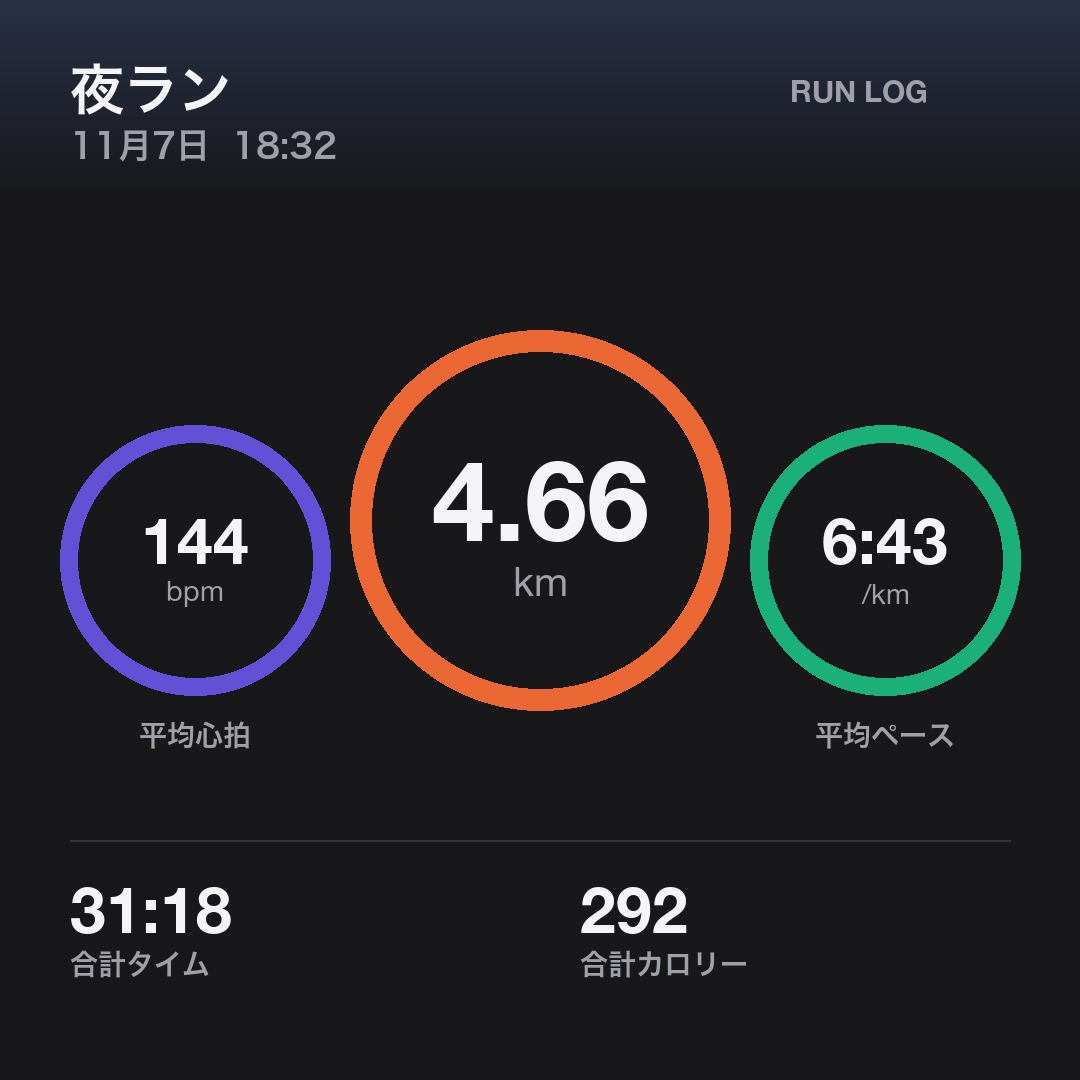 夜ラン
RUN LOG
11月7日 18:32
144
bpm
平均心拍
4.66
km
6:43
/km
平均ペース
31:18
合計タイム
292
合計カロリー